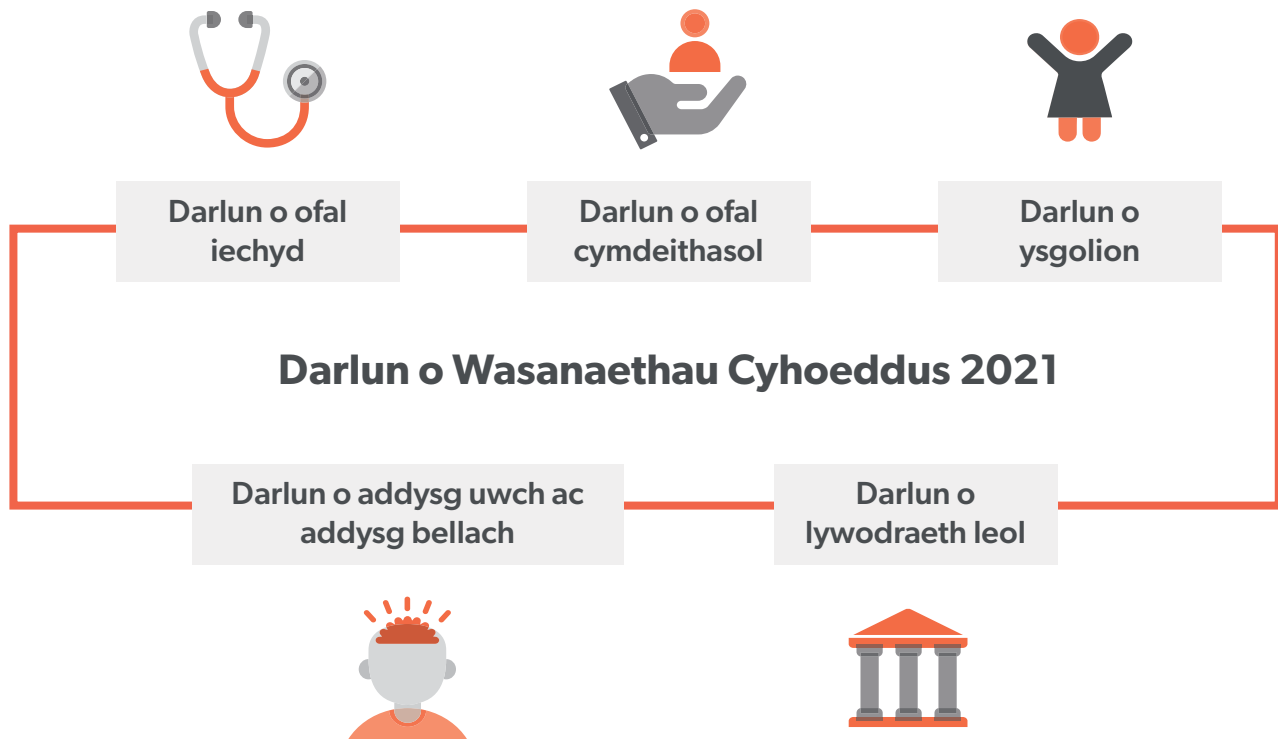 Darlun o ofal
iechyd
Darlun o ofal
cymdeithasol
Darlun o
ysgolion
Darlun o Wasanaethau Cyhoeddus 2021
Darlun o addysg uwch ac
addysg bellach
Darlun o
lywodraeth leol